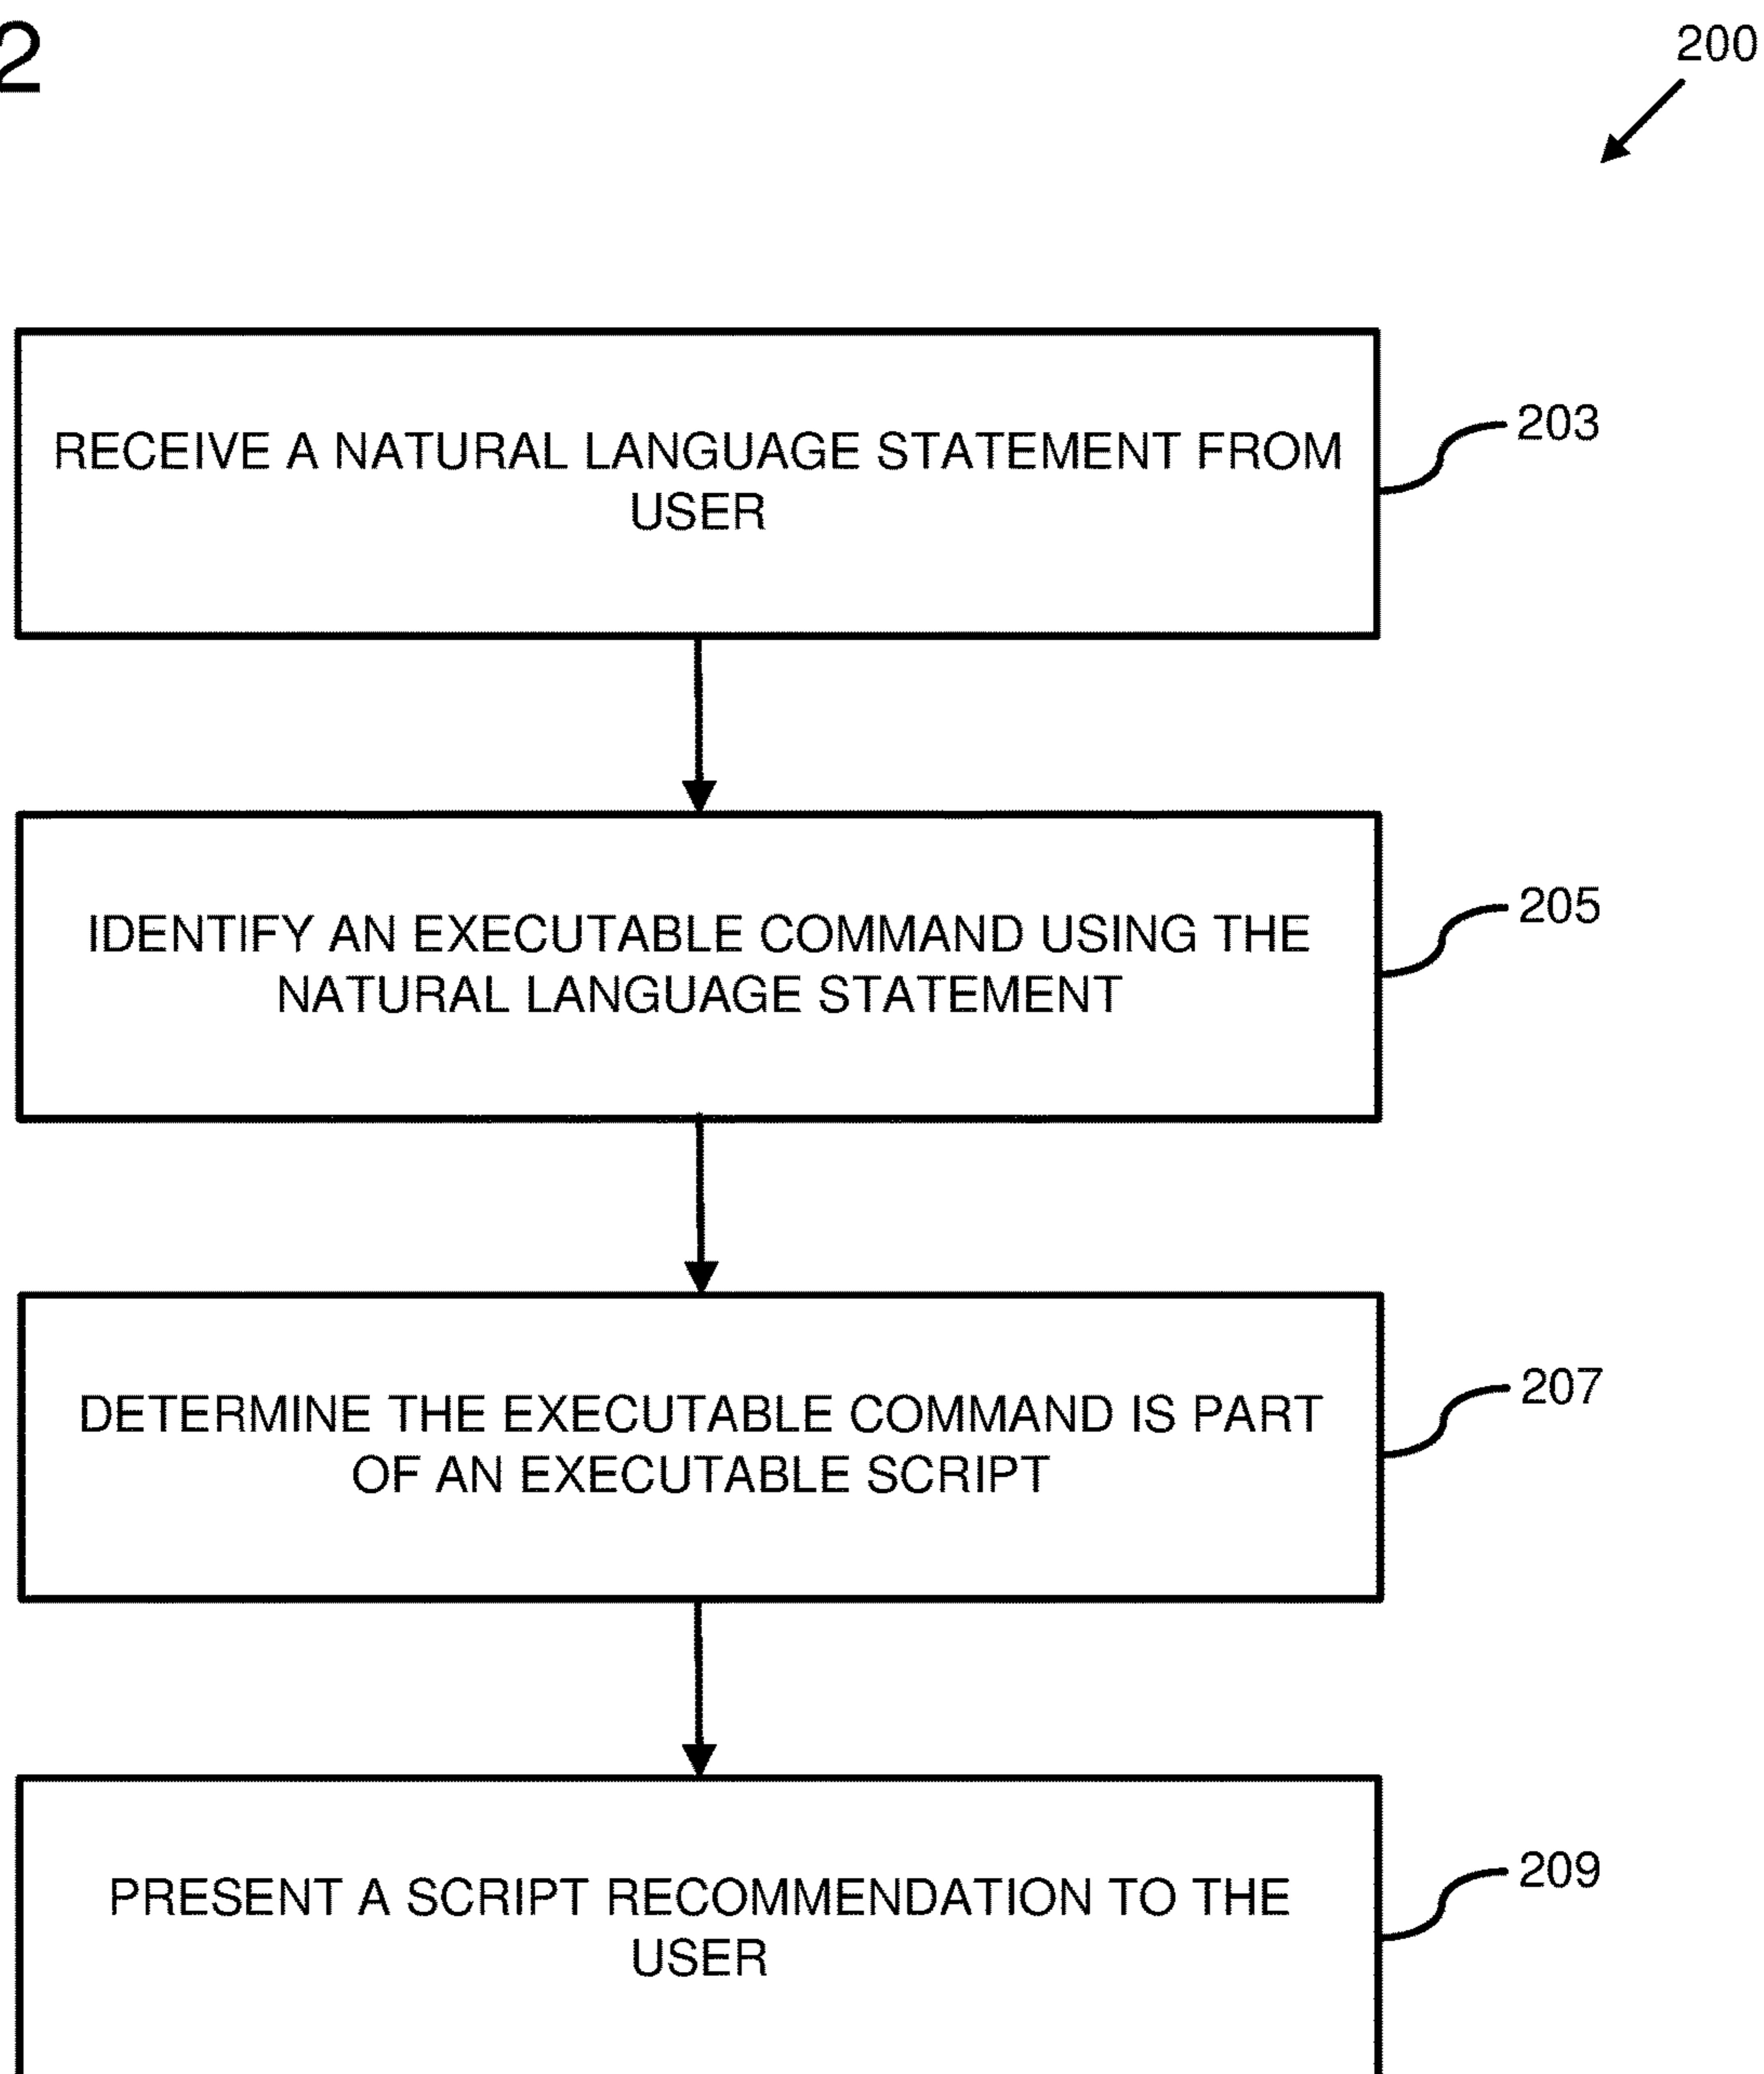 2
200
RECEIVE A NATURAL LANGUAGE STATEMENT FROM
USER
203
IDENTIFY AN EXECUTABLE COMMAND USING THE
NATURAL LANGUAGE STATEMENT
205
DETERMINE THE EXECUTABLE COMMAND IS PART
OF AN EXECUTABLE SCRIPT
207
PRESENT A SCRIPT RECOMMENDATION TO THE
USER
209